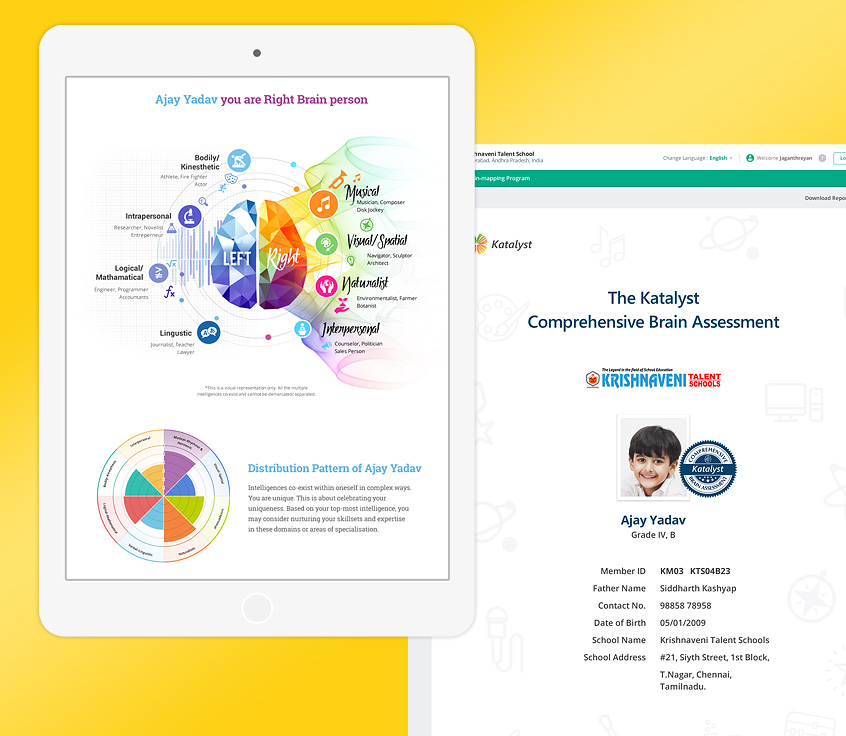 Ajay Yadav you are Right Brain person
Bodily/
Kinesthetic
Athlete, Fire Fighter
Actor
Intrapersonal
Researcher, Novelist
Entrepreneur
Logical/
Mathamatical
Engineer, Programmer
Accountants
Lingustic
Journalist, Teacher
Lawyer
LEFT
Right
fx
Musical
Musician, Composer
Disk Jockey
Visual/Spatial
Navigator, Sculptor
Architect
Naturalist
Environmentalist, Farmer
Botanist
Interpersonal
Counselor, Politician
Sales Person
*This is a visual representation only. All the multiple
intelligences co-exist and cannot be demarcated/ separated.
Interpersonal
Musical-Rhythmic &
Naturalistic
Distribution Pattern of Ajay Yadav
Intelligences co-exist within oneself in complex ways.
You are unique. This is about celebrating your
uniqueness. Based on your top-most intelligence, you
may consider nurturing your skillsets and expertise
in these domains or areas of specialisation.
shnaveni Talent School
rabad, Andhra Pradesh, India
Change Language : English
Welcome Jaganthreyan
Lo
in-mapping Program
Download Repo
Katalyst
The Katalyst
Comprehensive Brain Assessment
The Legend in the field of School Education
KRISHNAVENI TALENT
SCHOOLS
COMPREHENSIVE
Katalyst
BRAIN ASSESSMENT
Ajay Yadav
Grade IV, B
Member ID KM03 KTS04B23
Father Name Siddharth Kashyap
Contact No. 98858 78958
Date of Birth 05/01/2009
School Name Krishnaveni Talent Schools
School Address #21, Siyth Street, 1st Block,
T.Nagar, Chennai,
Tamilnadu.